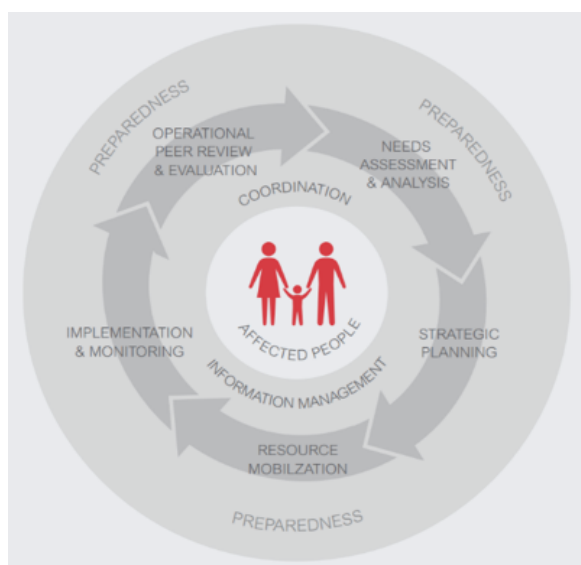 PREPAREDNESS
PREPAREDNESS
OPERATIONAL
PEER REVIEW
& EVALUATION
NEEDS
ASSESSMENT
& ANALYSIS
COORDINATION
AFFECTED PEOPLE
IMPLEMENTATION
& MONITORING
STRATEGIC
PLANNING
INFORMATION MANAGEMENT
RESOURCE
MOBILZATION
PREPAREDNESS